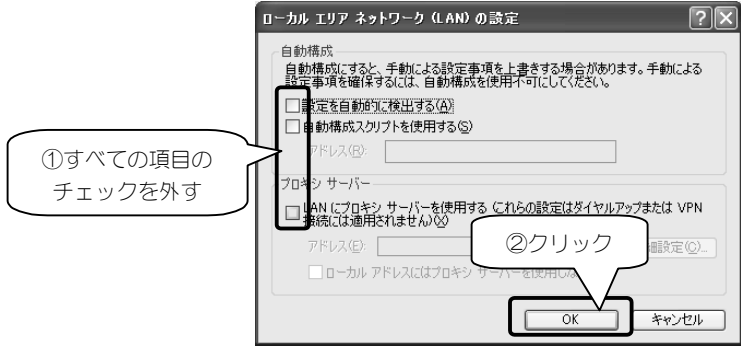 ローカル エリア ネットワーク (LAN) の設定
自動構成
自動構成にすると、手動による設定事項を上書きする場合があります。手動による
設定事項を確保するには、自動構成を使用不可にしてください。
設定を自動的に検出する(A)
自動構成スクリプトを使用する(S)
アドレス(R):
①すべての項目の
チェックを外す
プロキシ サーバー
LAN にプロキシ サーバーを使用する (これらの設定はダイヤルアップまたは VPN
接続には適用されません)(X)
アドレス(E):
②クリック
細設定(C)...
ローカル アドレスにはプロキシ サーバーを使用しな
OK
キャンセル